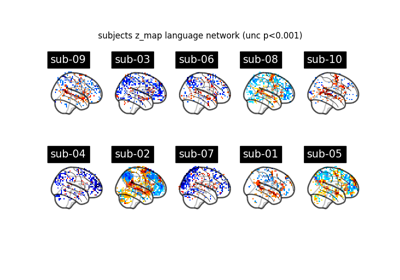 subjects z_map language network (unc p<0.001)
sub-09 sub-03 sub-06 sub-08 sub-10
sub-04 sub-02 sub-07 sub-01 sub-05